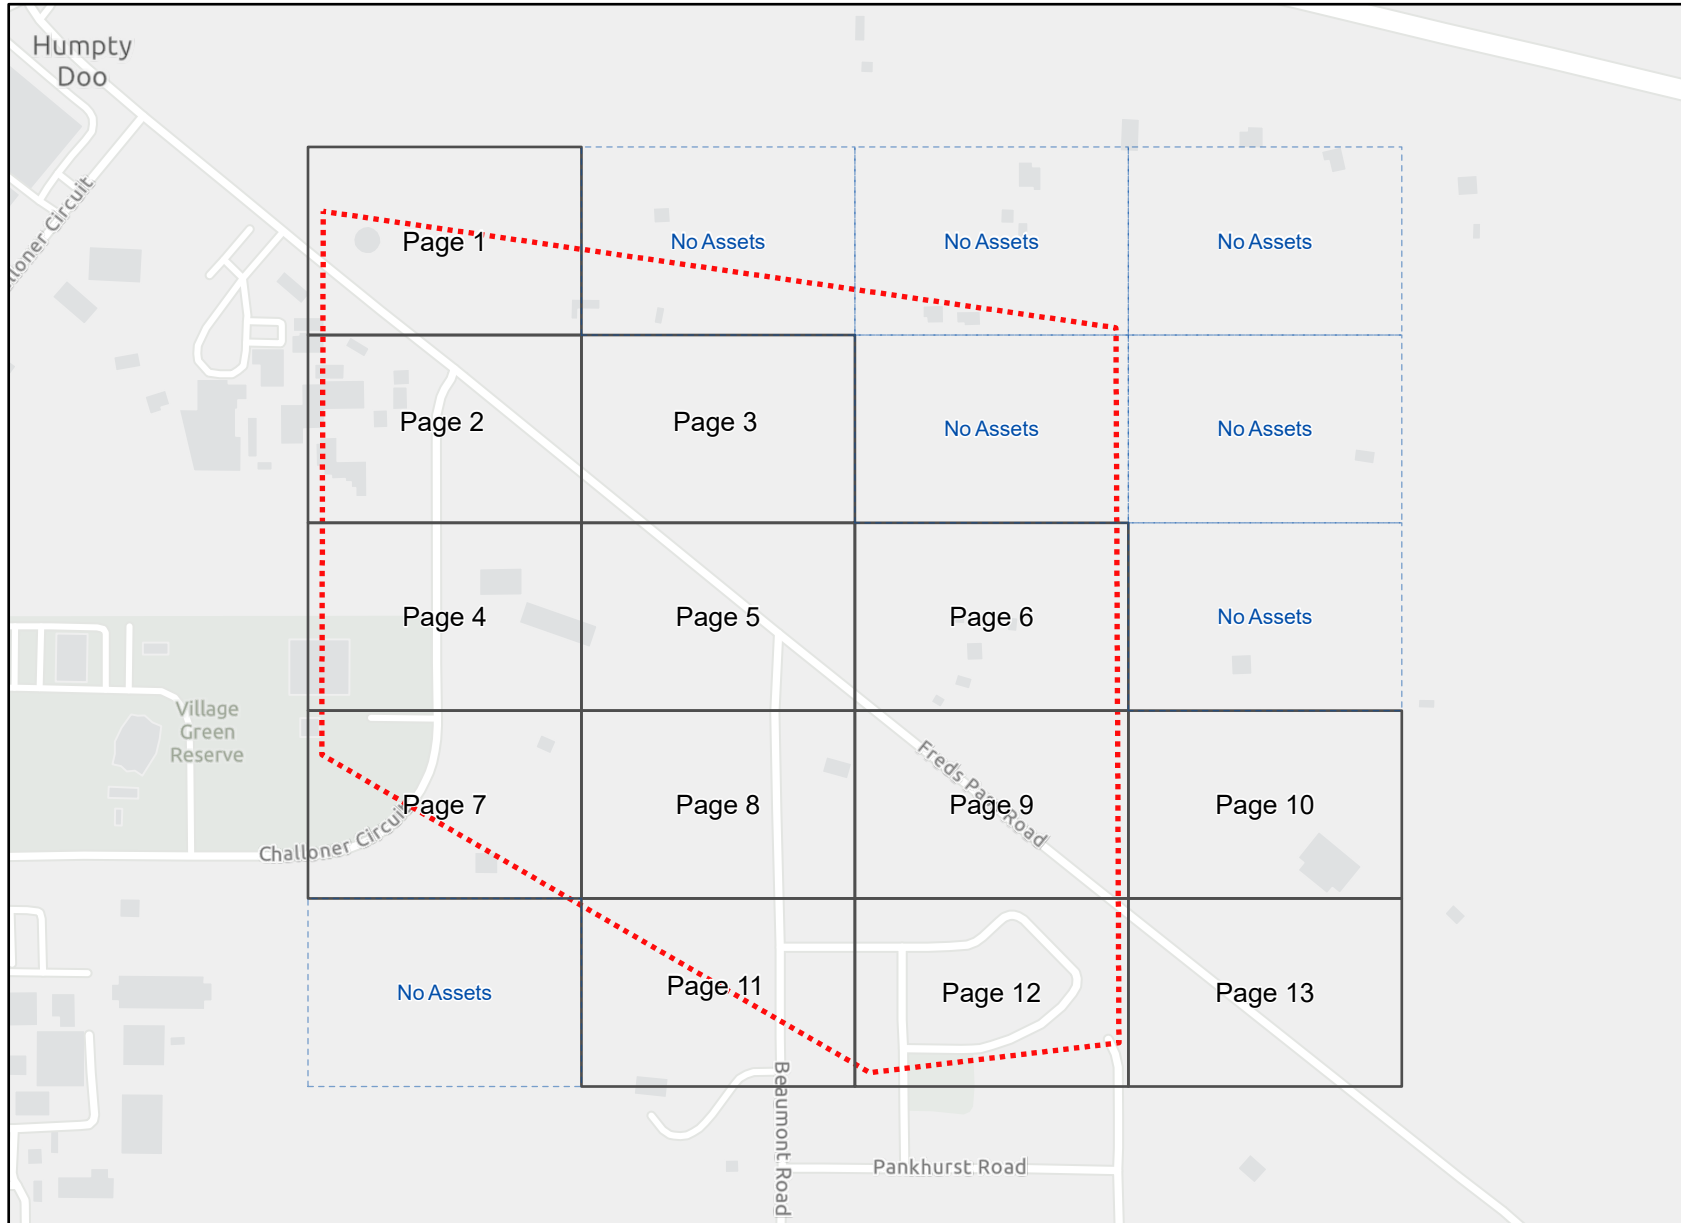 Humpty
Doo
alloner Circuit
Page 1
No Assets
No Assets
No Assets
Page 2
Page 3
No Assets
No Assets
Page 4
Page 5
Page 6
No Assets
Village
Green
Reserve
Freds Pass Road
Page 7
Page 8
Page 9
Page 10
Challoner Circuit
No Assets
Page 11
Page 12
Page 13
Beaumont Road
Pankhurst Road